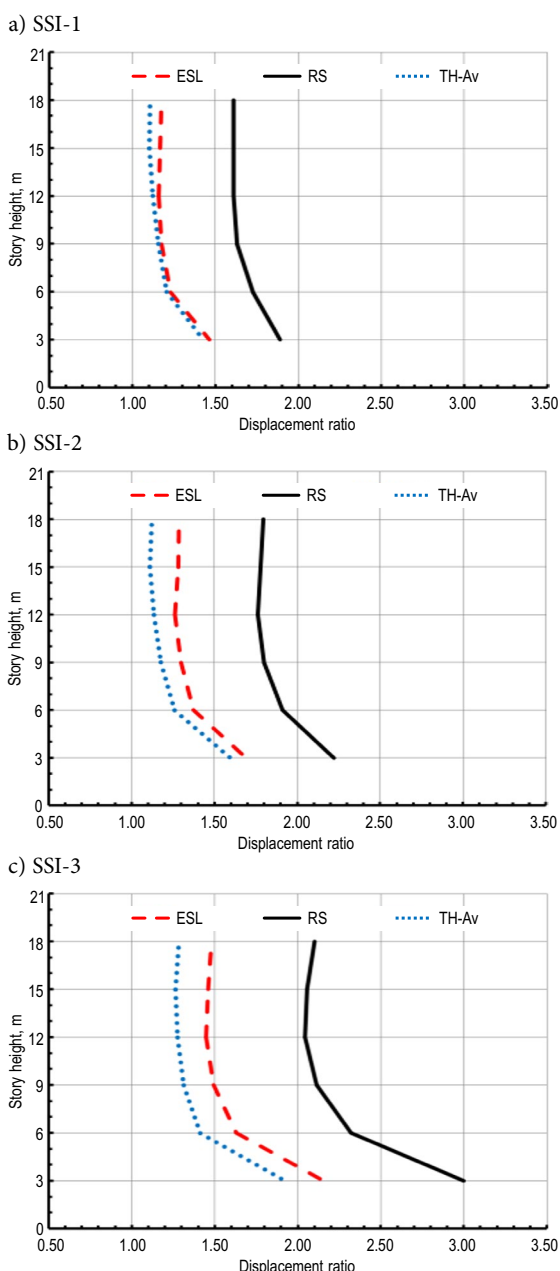 a) SSI-1
21
ESL RS TH-Av
18
15
Story height, m
12
9
6
3
0
0.50 1.00 1.50 2.00 2.50 3.00 3.50
Displacement ratio
b) SSI-2
21
ESL RS TH-Av
18
15
Story height, m
12
9
6
3
0
0.50 1.00 1.50 2.00 2.50 3.00 3.50
Displacement ratio
c) SSI-3
21
ESL RS TH-Av
18
15
Story height, m
12
9
6
3
0
0.50 1.00 1.50 2.00 2.50 3.00 3.50
Displacement ratio